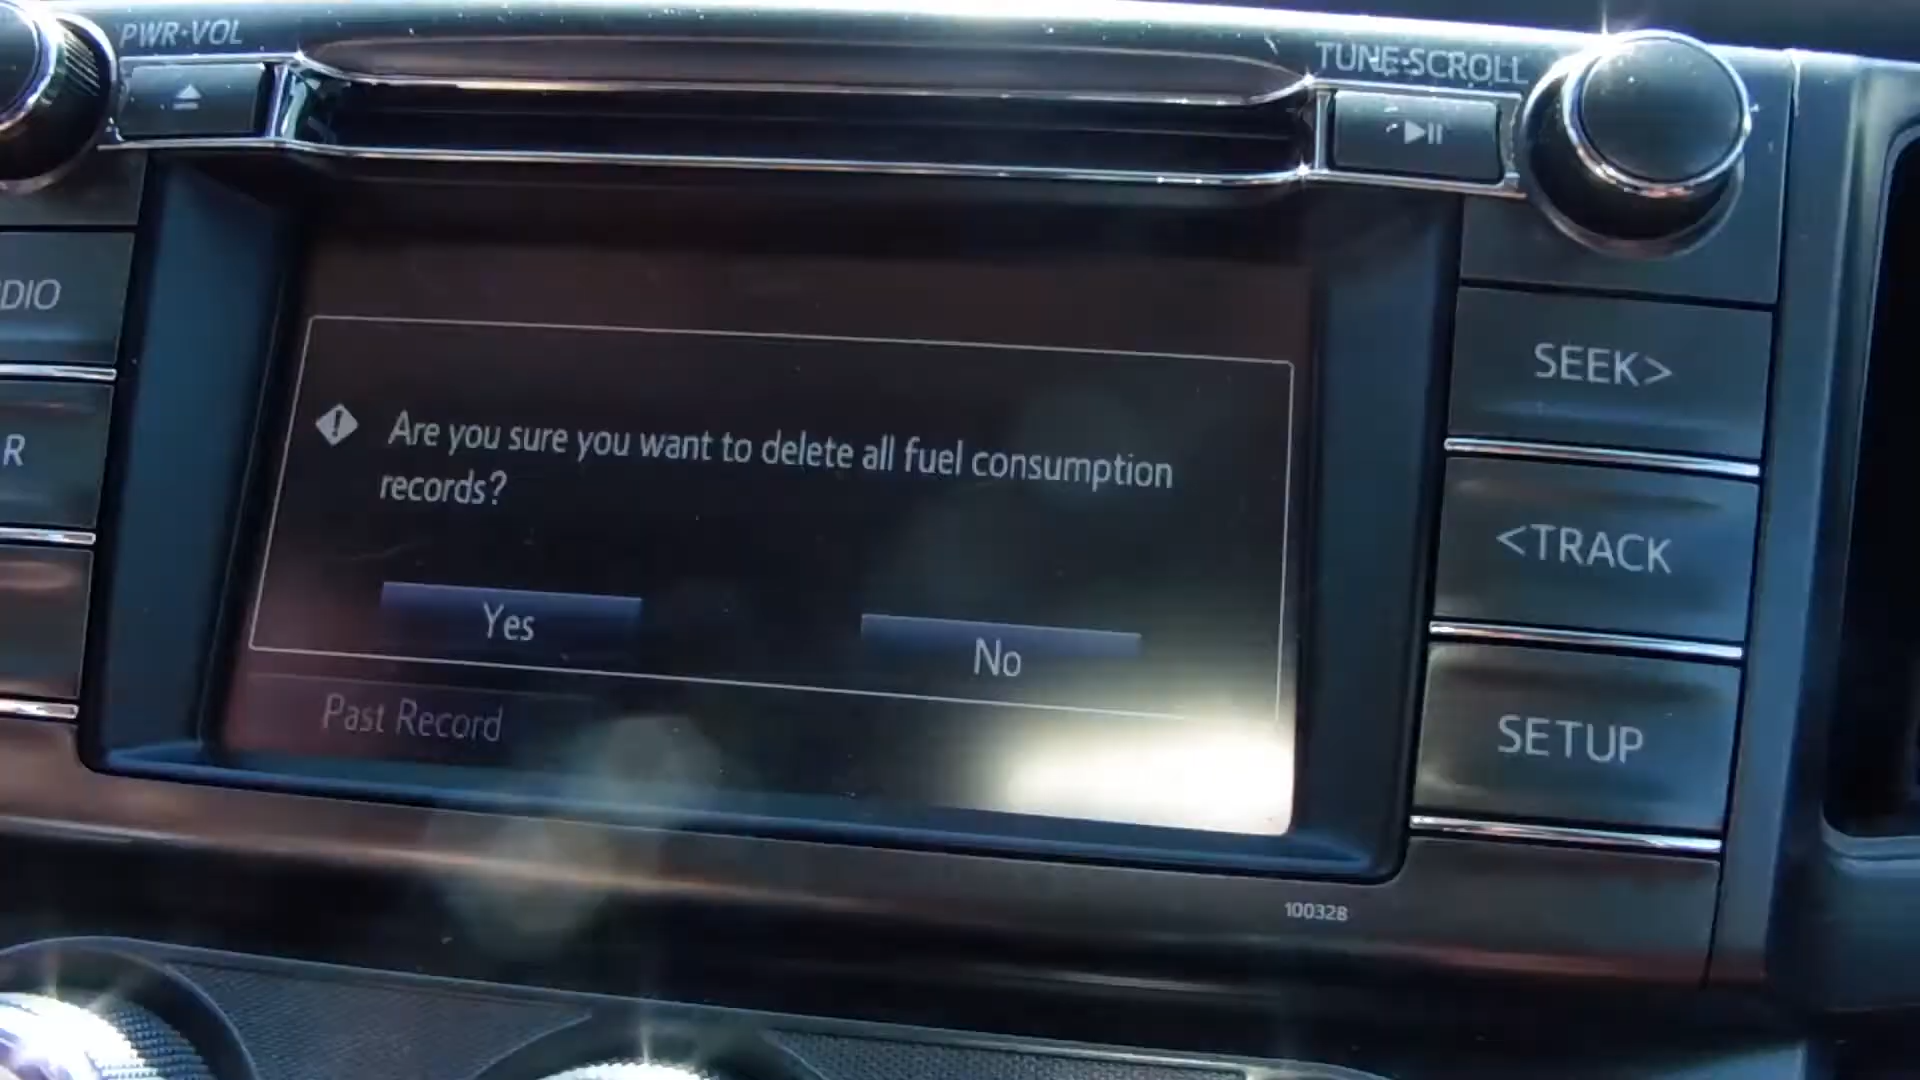 PWR·VOL
TUNE·SCROLL
DIO
SEEK>
Are you sure you want to delete all fuel consumption
records?
R
<TRACK
Yes
No
Past Record
SETUP
100328